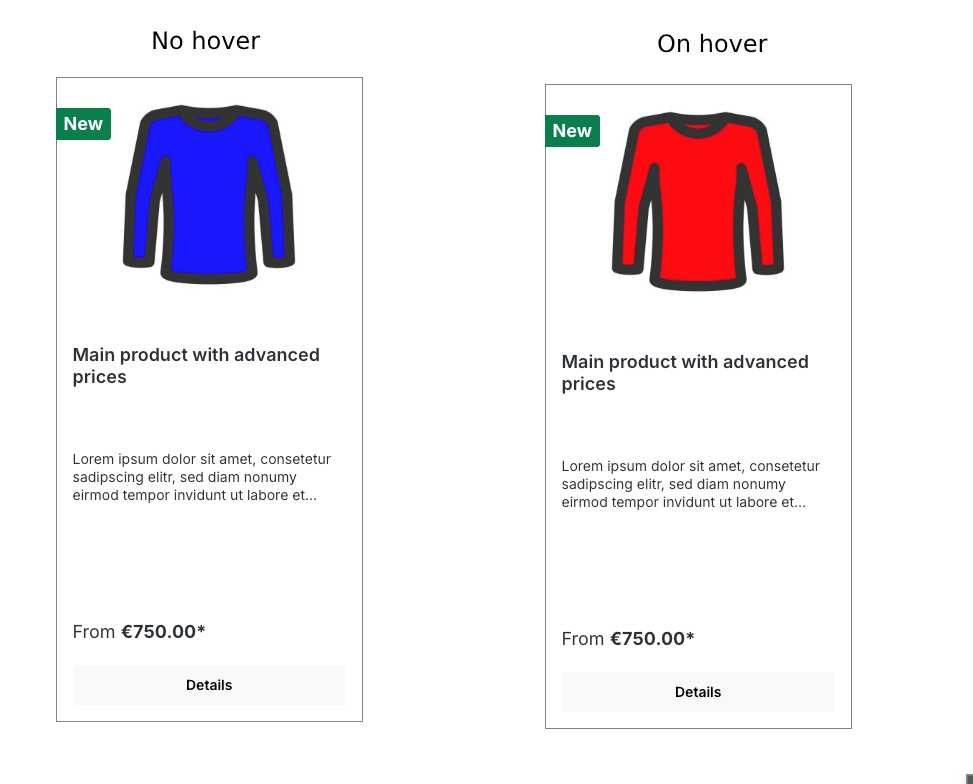 No hover
New
Main product with advanced
prices
Lorem ipsum dolor sit amet, consetetur
sadipscing elitr, sed diam nonumy
eirmod tempor invidunt ut labore et...
From €750.00*
Details
On hover
New
Main product with advanced
prices
Lorem ipsum dolor sit amet, consetetur
sadipscing elitr, sed diam nonumy
eirmod tempor invidunt ut labore et...
From €750.00*
Details